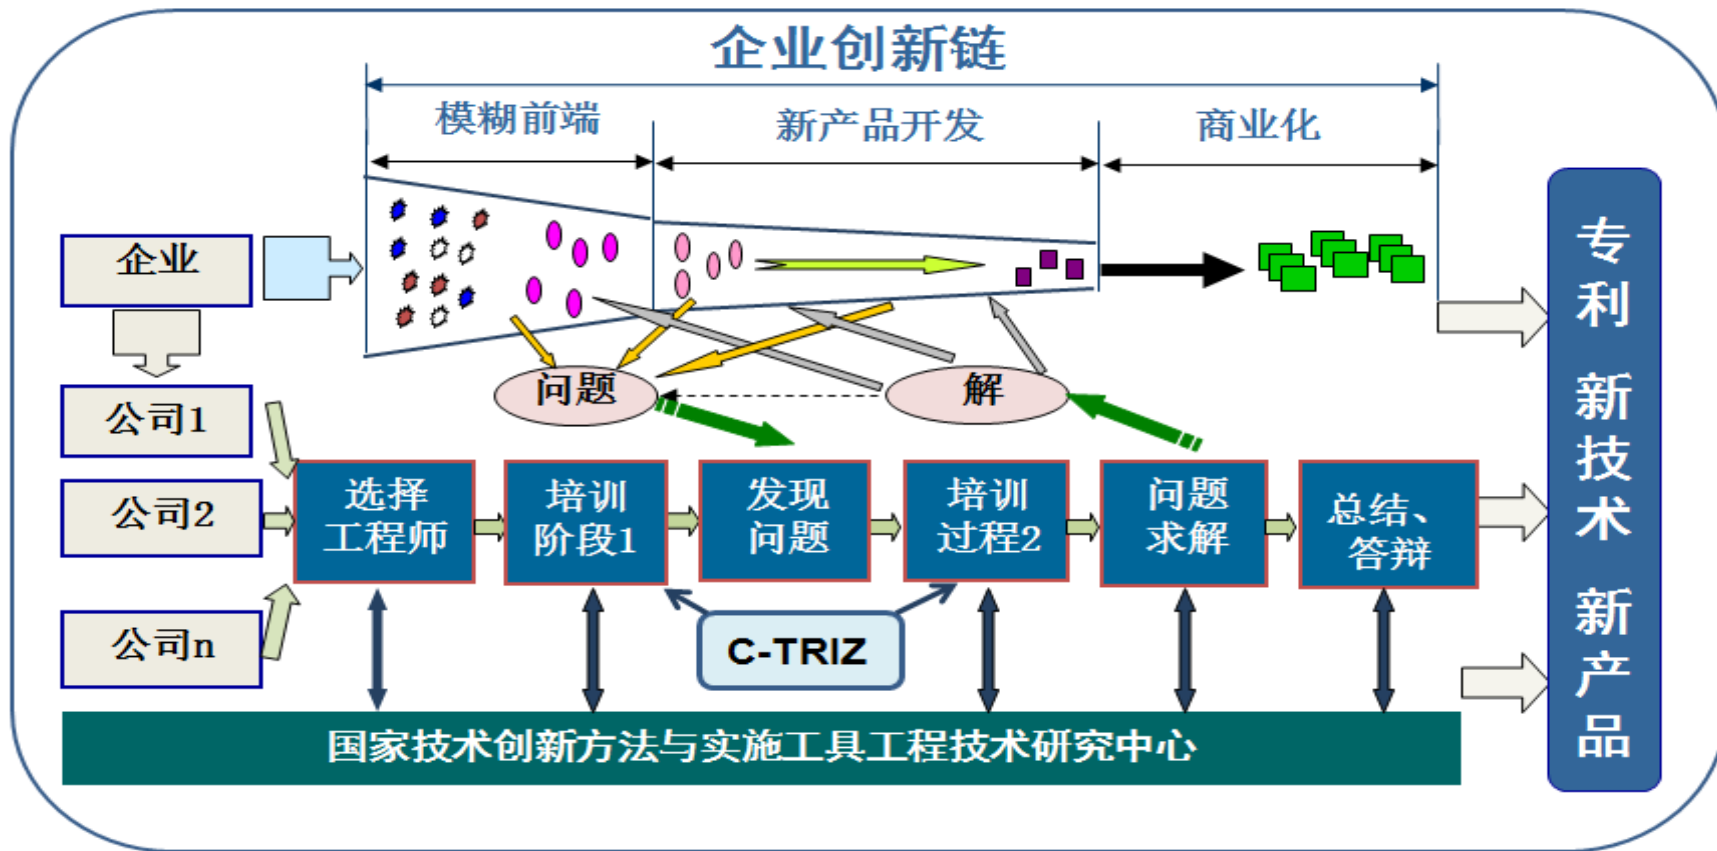 企业创新链
模糊前端
新产品开发
商业化
企业
公司1
公司2
公司n
问题
解
选择
工程师
培训
阶段1
发现
问题
培训
过程2
问题
求解
总结、
答辩
C-TRIZ
国家技术创新方法与实施工具工程技术研究中心
专利
新技术
新产品